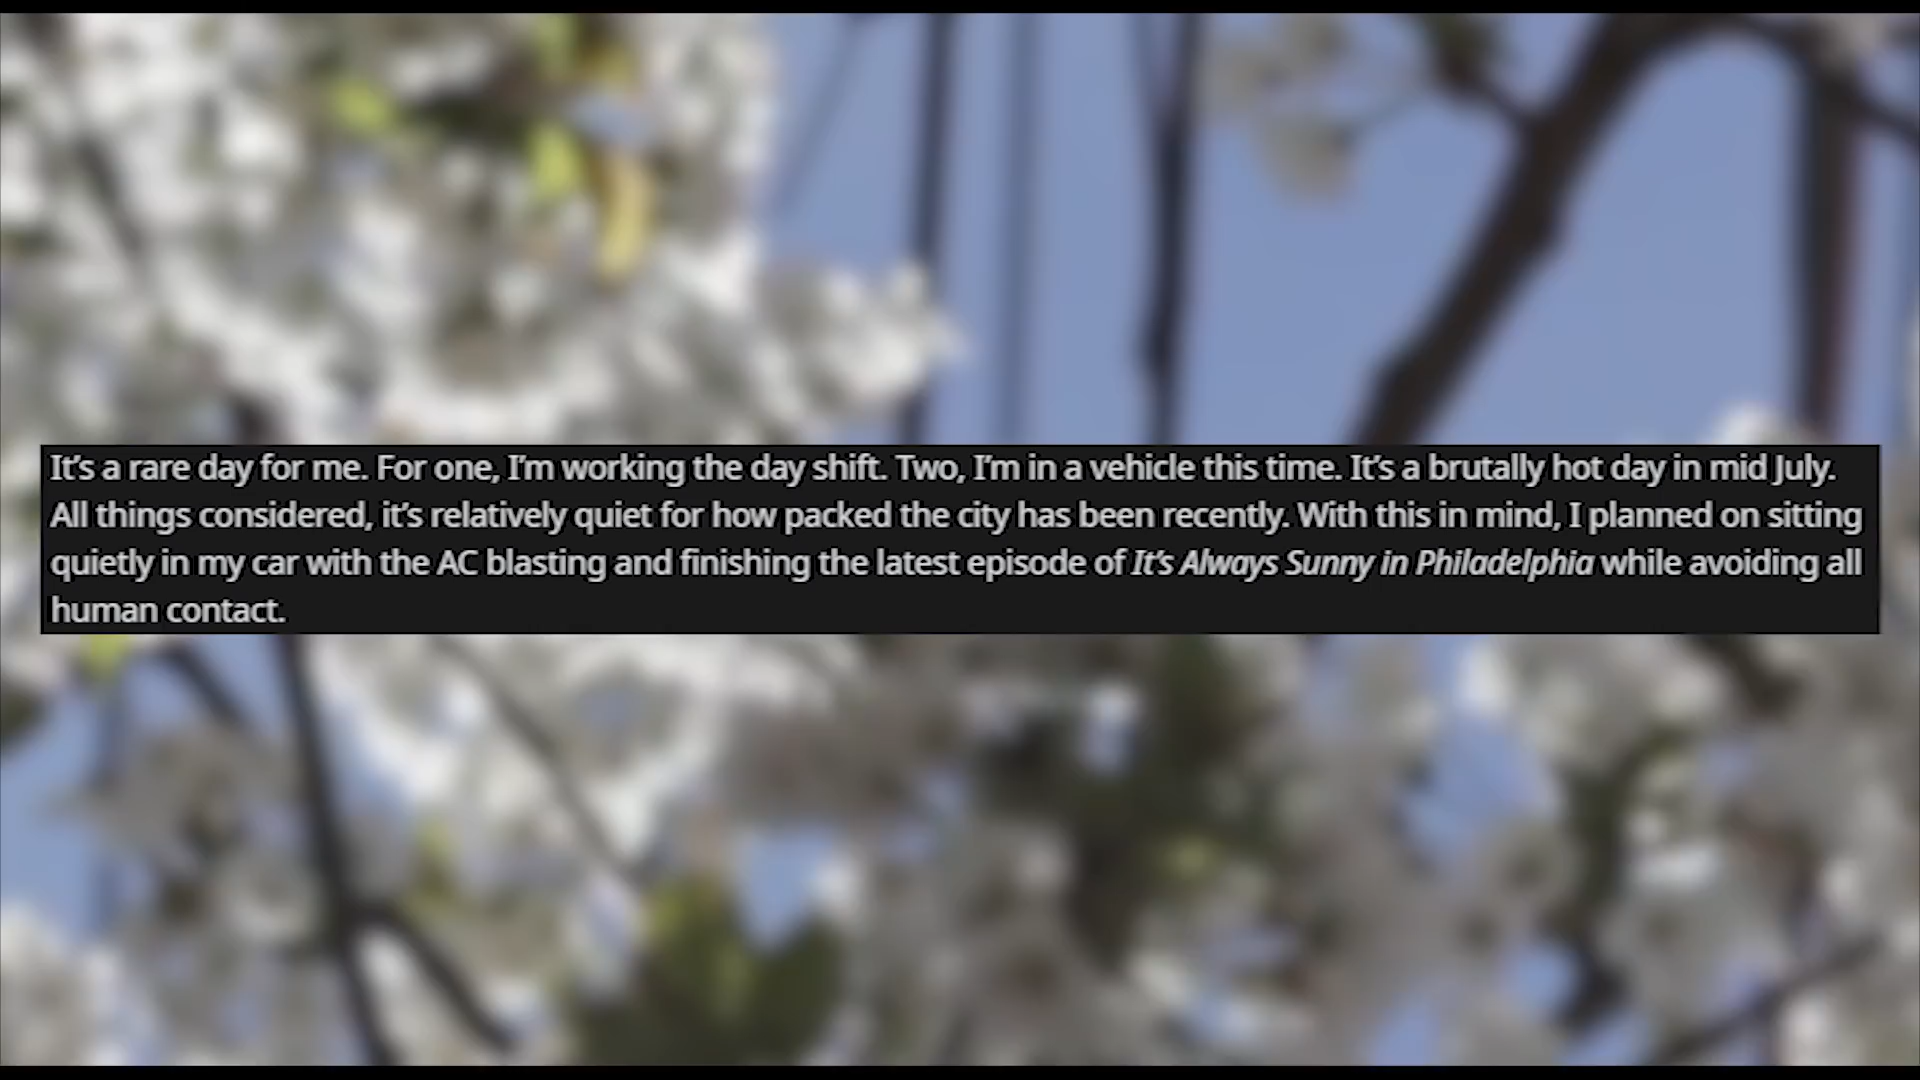 It’s a rare day for me. For one, I’m working the day shift. Two, I’m in a vehicle this time. It’s a brutally hot day in mid July.
All things considered, it’s relatively quiet for how packed the city has been recently. With this in mind, I planned on sitting
quietly in my car with the AC blasting and finishing the latest episode of It’s Always Sunny in Philadelphia while avoiding all
human contact.